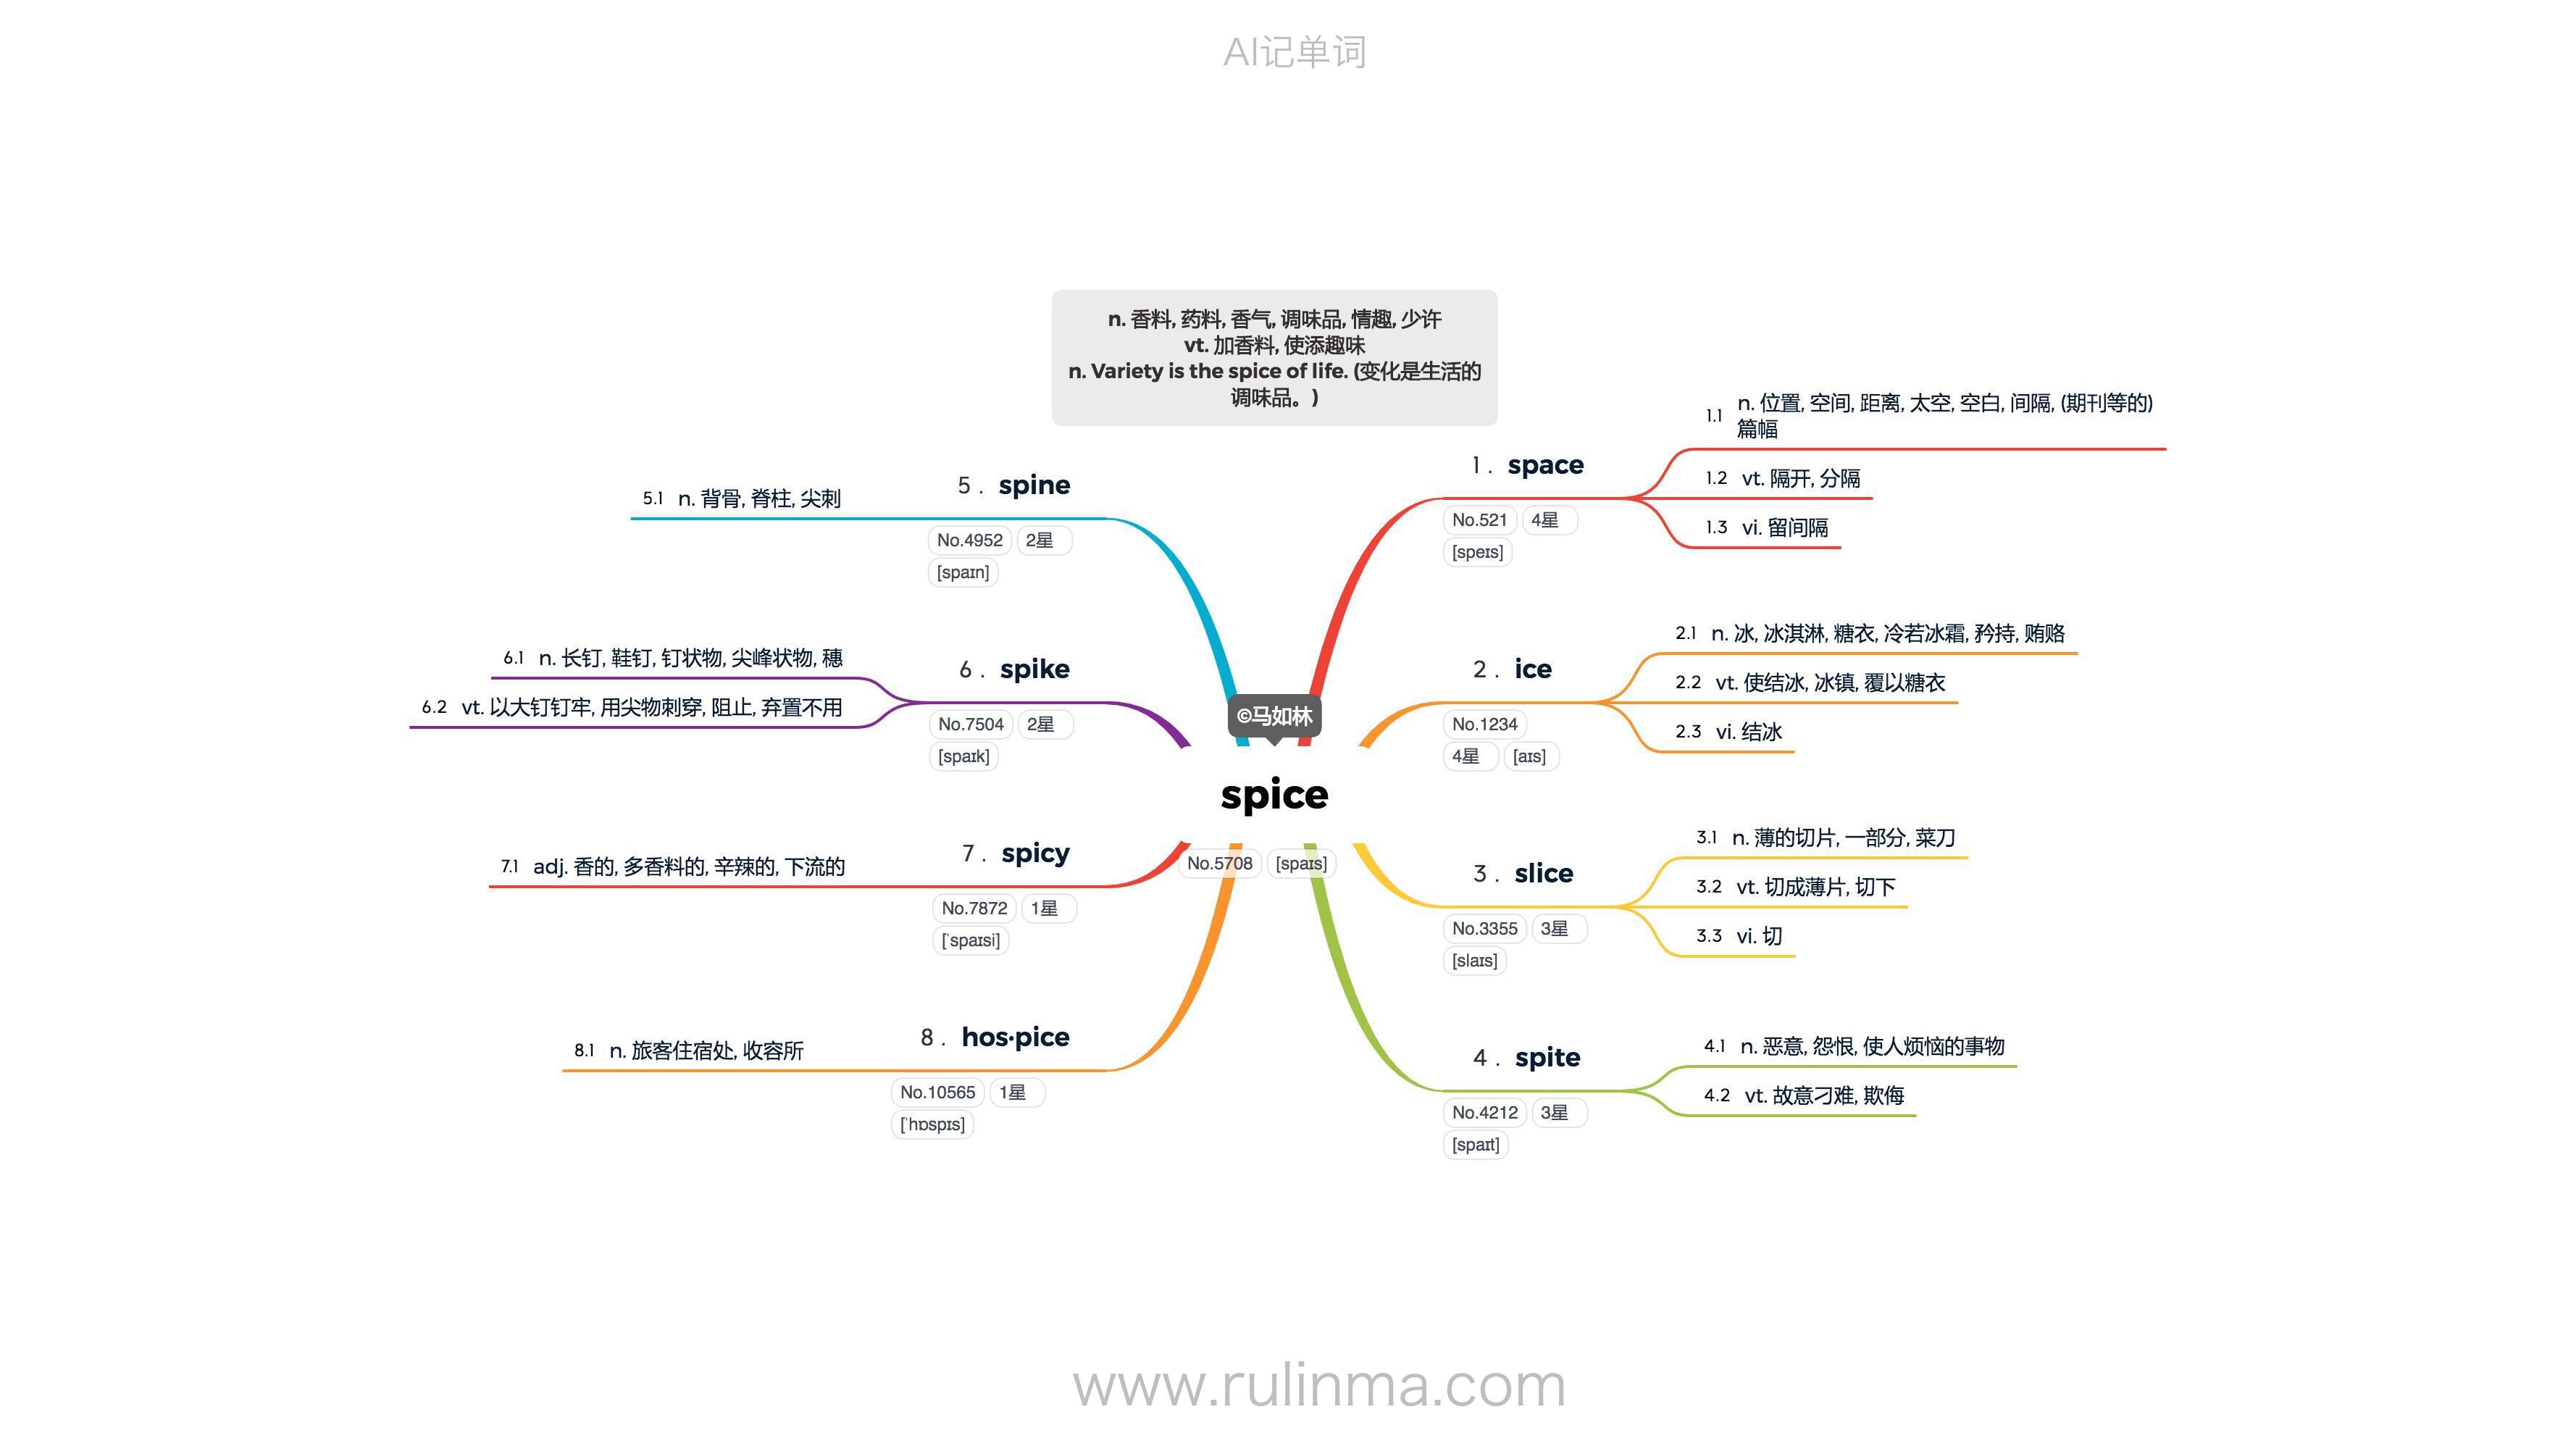 AI记单词
n. 香料, 药料, 香气, 调味品, 情趣, 少许
vt. 加香料, 使添趣味
n. Variety is the spice of life. (变化是生活的
调味品。)
©马如林
spice
No.5708 [spaɪs]
1 . space
No.521 4星
[speɪs]
1.1 n. 位置, 空间, 距离, 太空, 空白, 间隔, (期刊等的)
篇幅
1.2 vt. 隔开, 分隔
1.3 vi. 留间隔
2 . ice
No.1234
4星 [aɪs]
2.1 n. 冰, 冰淇淋, 糖衣, 冷若冰霜, 矜持, 贿赂
2.2 vt. 使结冰, 冰镇, 覆以糖衣
2.3 vi. 结冰
3 . slice
No.3355 3星
[slaɪs]
3.1 n. 薄的切片, 一部分, 菜刀
3.2 vt. 切成薄片, 切下
3.3 vi. 切
4 . spite
No.4212 3星
[spaɪt]
4.1 n. 恶意, 怨恨, 使人烦恼的事物
4.2 vt. 故意刁难, 欺侮
5 . spine
No.4952 2星
[spaɪn]
5.1 n. 背骨, 脊柱, 尖刺
6 . spike
No.7504 2星
[spaɪk]
6.1 n. 长钉, 鞋钉, 钉状物, 尖峰状物, 穗
6.2 vt. 以大钉钉牢, 用尖物刺穿, 阻止, 弃置不用
7 . spicy
No.7872 1星
[ˈspaɪsi]
7.1 adj. 香的, 多香料的, 辛辣的, 下流的
8 . hos·pice
No.10565 1星
[ˈhɒspɪs]
8.1 n. 旅客住宿处, 收容所
www.rulinma.com